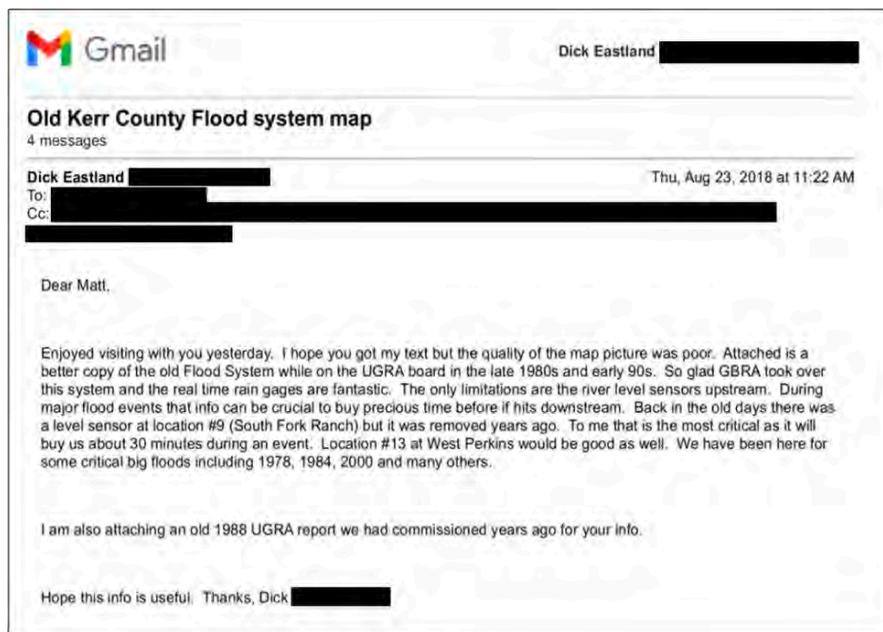 Gmail
Dick Eastland
Old Kerr County Flood system map
4 messages
Dick Eastland
Thu, Aug 23, 2018 at 11:22 AM
To:
Cc:
Dear Matt,
Enjoyed visiting with you yesterday. I hope you got my text but the quality of the map picture was poor. Attached is a
better copy of the old Flood System while on the UGRA board in the late 1980s and early 90s. So glad GBRA took over
this system and the real time rain gages are fantastic. The only limitations are the river level sensors upstream. During
major flood events that info can be crucial to buy precious time before if hits downstream. Back in the old days there was
a level sensor at location #9 (South Fork Ranch) but it was removed years ago. To me that is the most critical as it will
buy us about 30 minutes during an event. Location #13 at West Perkins would be good as well. We have been here for
some critical big floods including 1978, 1984, 2000 and many others.
I am also attaching an old 1988 UGRA report we had commissioned years ago for your info.
Hope this info is useful. Thanks, Dick